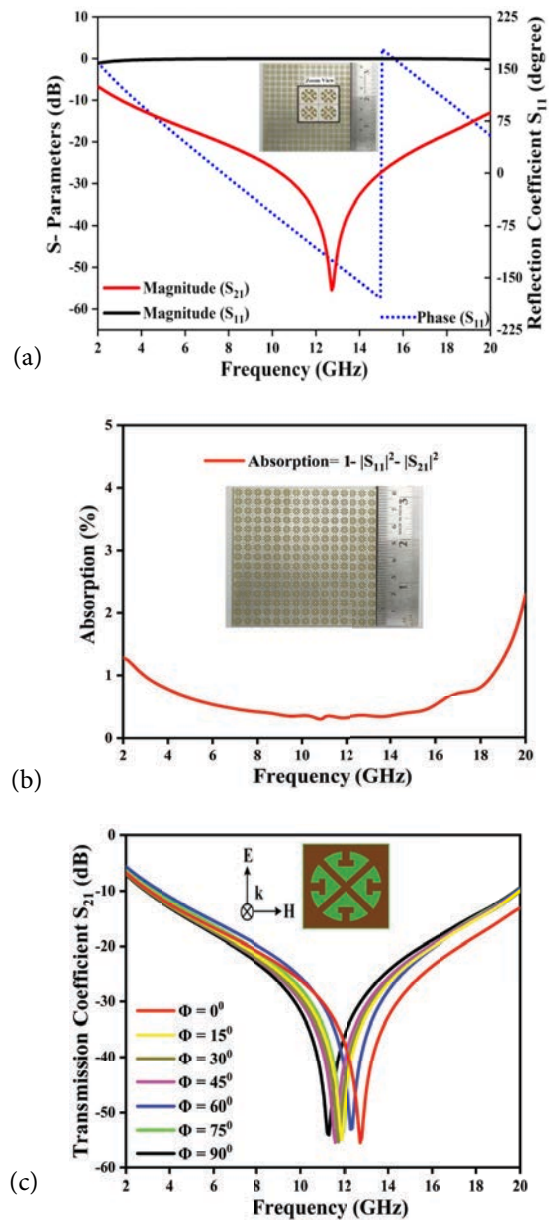 10
0
-10
-20
-30
-40
-50
-60
S- Parameters (dB)
225
150
75
0
-75
-150
-225
Reflection Coefficient S11 (degree)
Zoom View
Magnitude (S21)
Magnitude (S11)
Phase (S11)
2 4 6 8 10 12 14 16 18 20
Frequency (GHz)
(a)
5
4
3
2
1
0
Absorption (%)
Absorption= 1- |S11|²- |S21|²
3
2
1
2 4 6 8 10 12 14 16 18 20
Frequency (GHz)
(b)
0
-10
-20
-30
-40
-50
-60
Transmission Coefficient S21 (dB)
E
k
H
Φ = 0⁰
Φ = 15⁰
Φ = 30⁰
Φ = 45⁰
Φ = 60⁰
Φ = 75⁰
Φ = 90⁰
2 4 6 8 10 12 14 16 18 20
Frequency (GHz)
(c)